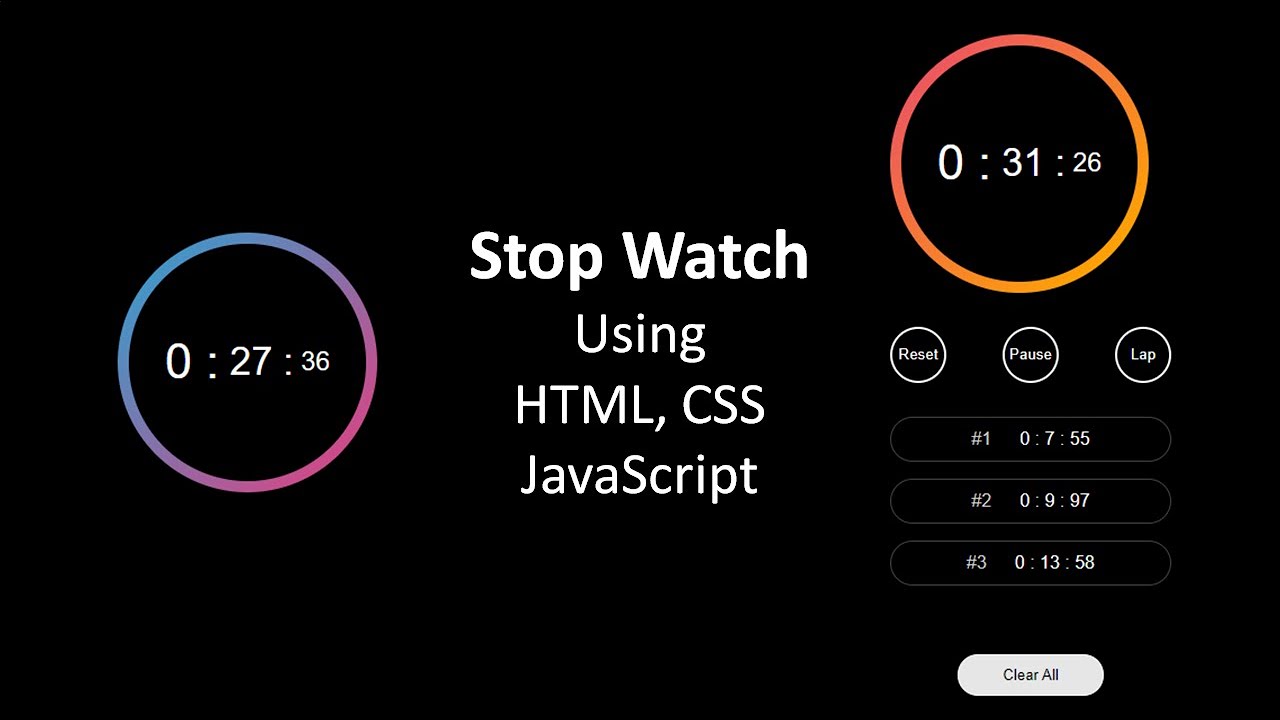 0 : 27 : 36
Stop Watch
Using
HTML, CSS
JavaScript
0 : 31 : 26
Reset Pause Lap
#1 0 : 7 : 55
#2 0 : 9 : 97
#3 0 : 13 : 58
Clear All